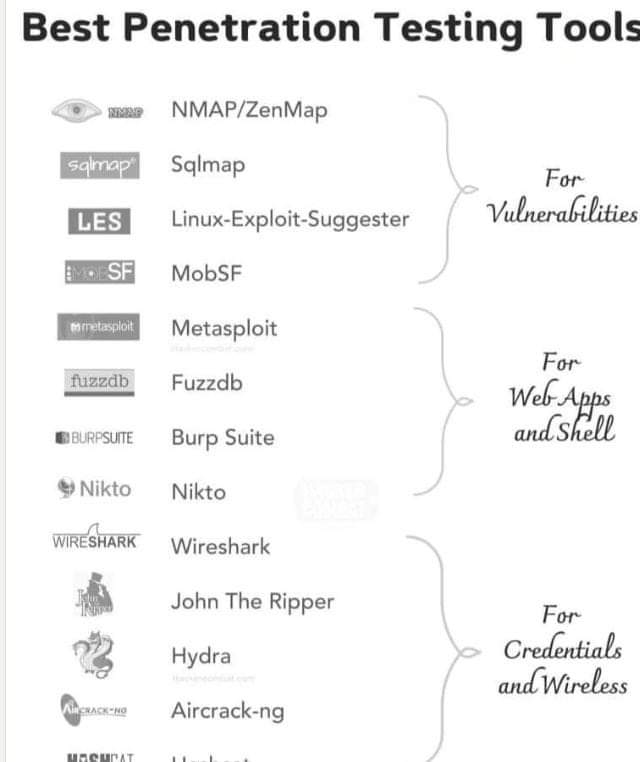 Best Penetration Testing Tools
NMAP NMAP/ZenMap
sqlmap® Sqlmap
LES Linux-Exploit-Suggester
For
Vulnerabilities
MobSF MobSF
metasploit Metasploit
fuzzdb Fuzzdb
For
Web Apps
and Shell
BURPSUITE Burp Suite
Nikto Nikto
WIRESHARK Wireshark
John The Ripper John The Ripper
Hydra
For
Credentials
and Wireless
AIRCRACK-NG Aircrack-ng
HASHCAT